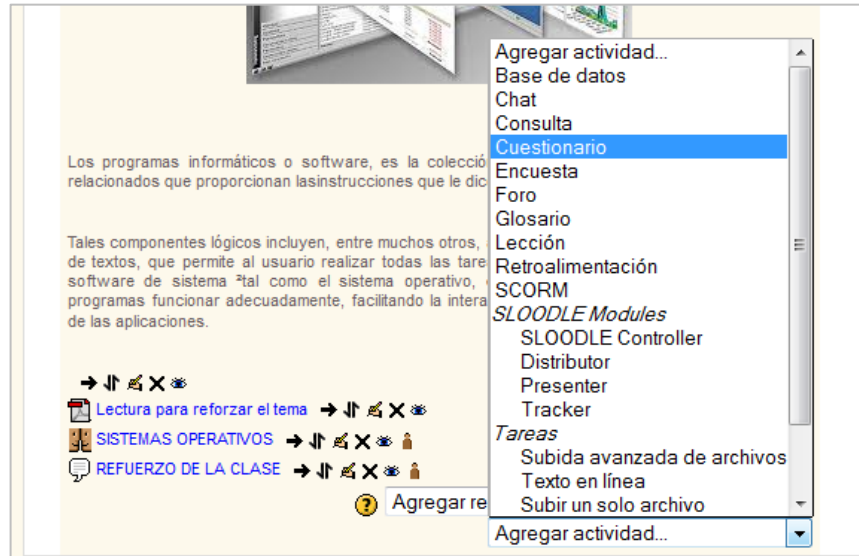 Los programas informáticos o software, es la colecció
relacionados que proporcionan lasinstrucciones que le dic
Tales componentes lógicos incluyen, entre muchos otros,
de textos, que permite al usuario realizar todas las tare
software de sistema ²tal como el sistema operativo,
programas funcionar adecuadamente, facilitando la intera
de las aplicaciones.
Lectura para reforzar el tema
SISTEMAS OPERATIVOS
REFUERZO DE LA CLASE
Agregar re
Agregar actividad...
Base de datos
Chat
Consulta
Cuestionario
Encuesta
Foro
Glosario
Lección
Retroalimentación
SCORM
SLOODLE Modules
SLOODLE Controller
Distributor
Presenter
Tracker
Tareas
Subida avanzada de archivos
Texto en línea
Subir un solo archivo
Agregar actividad...